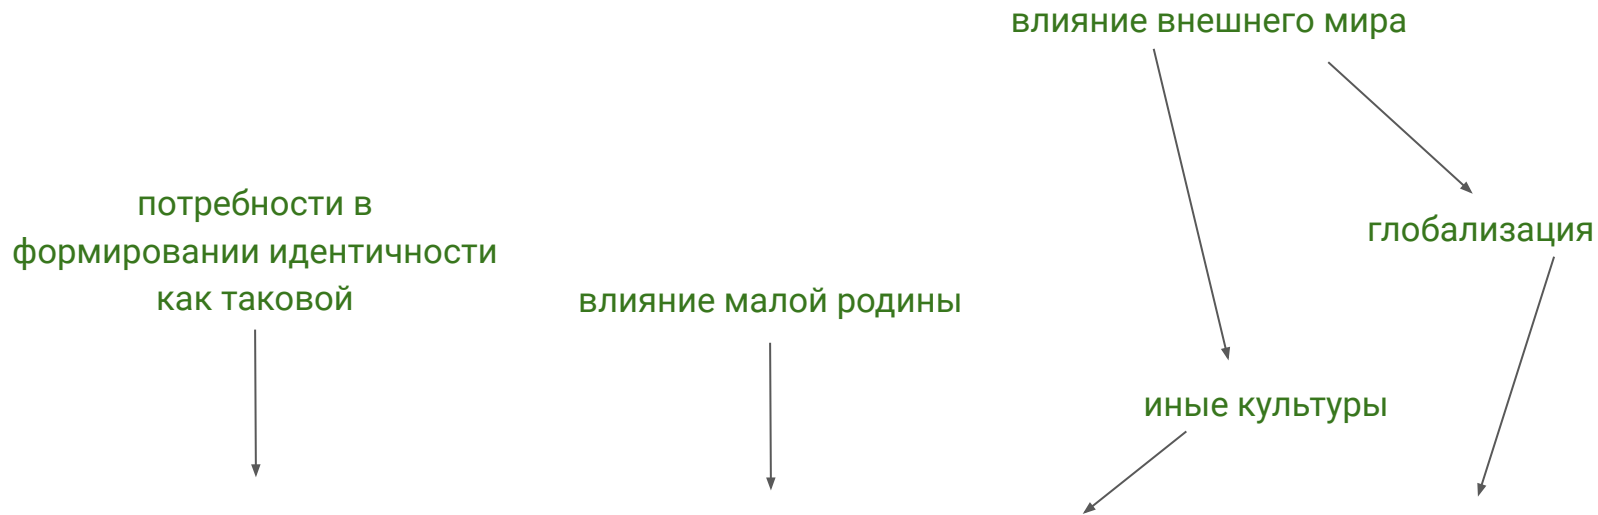 влияние внешнего мира
потребности в
формировании идентичности
как таковой
влияние малой родины
глобализация
иные культуры